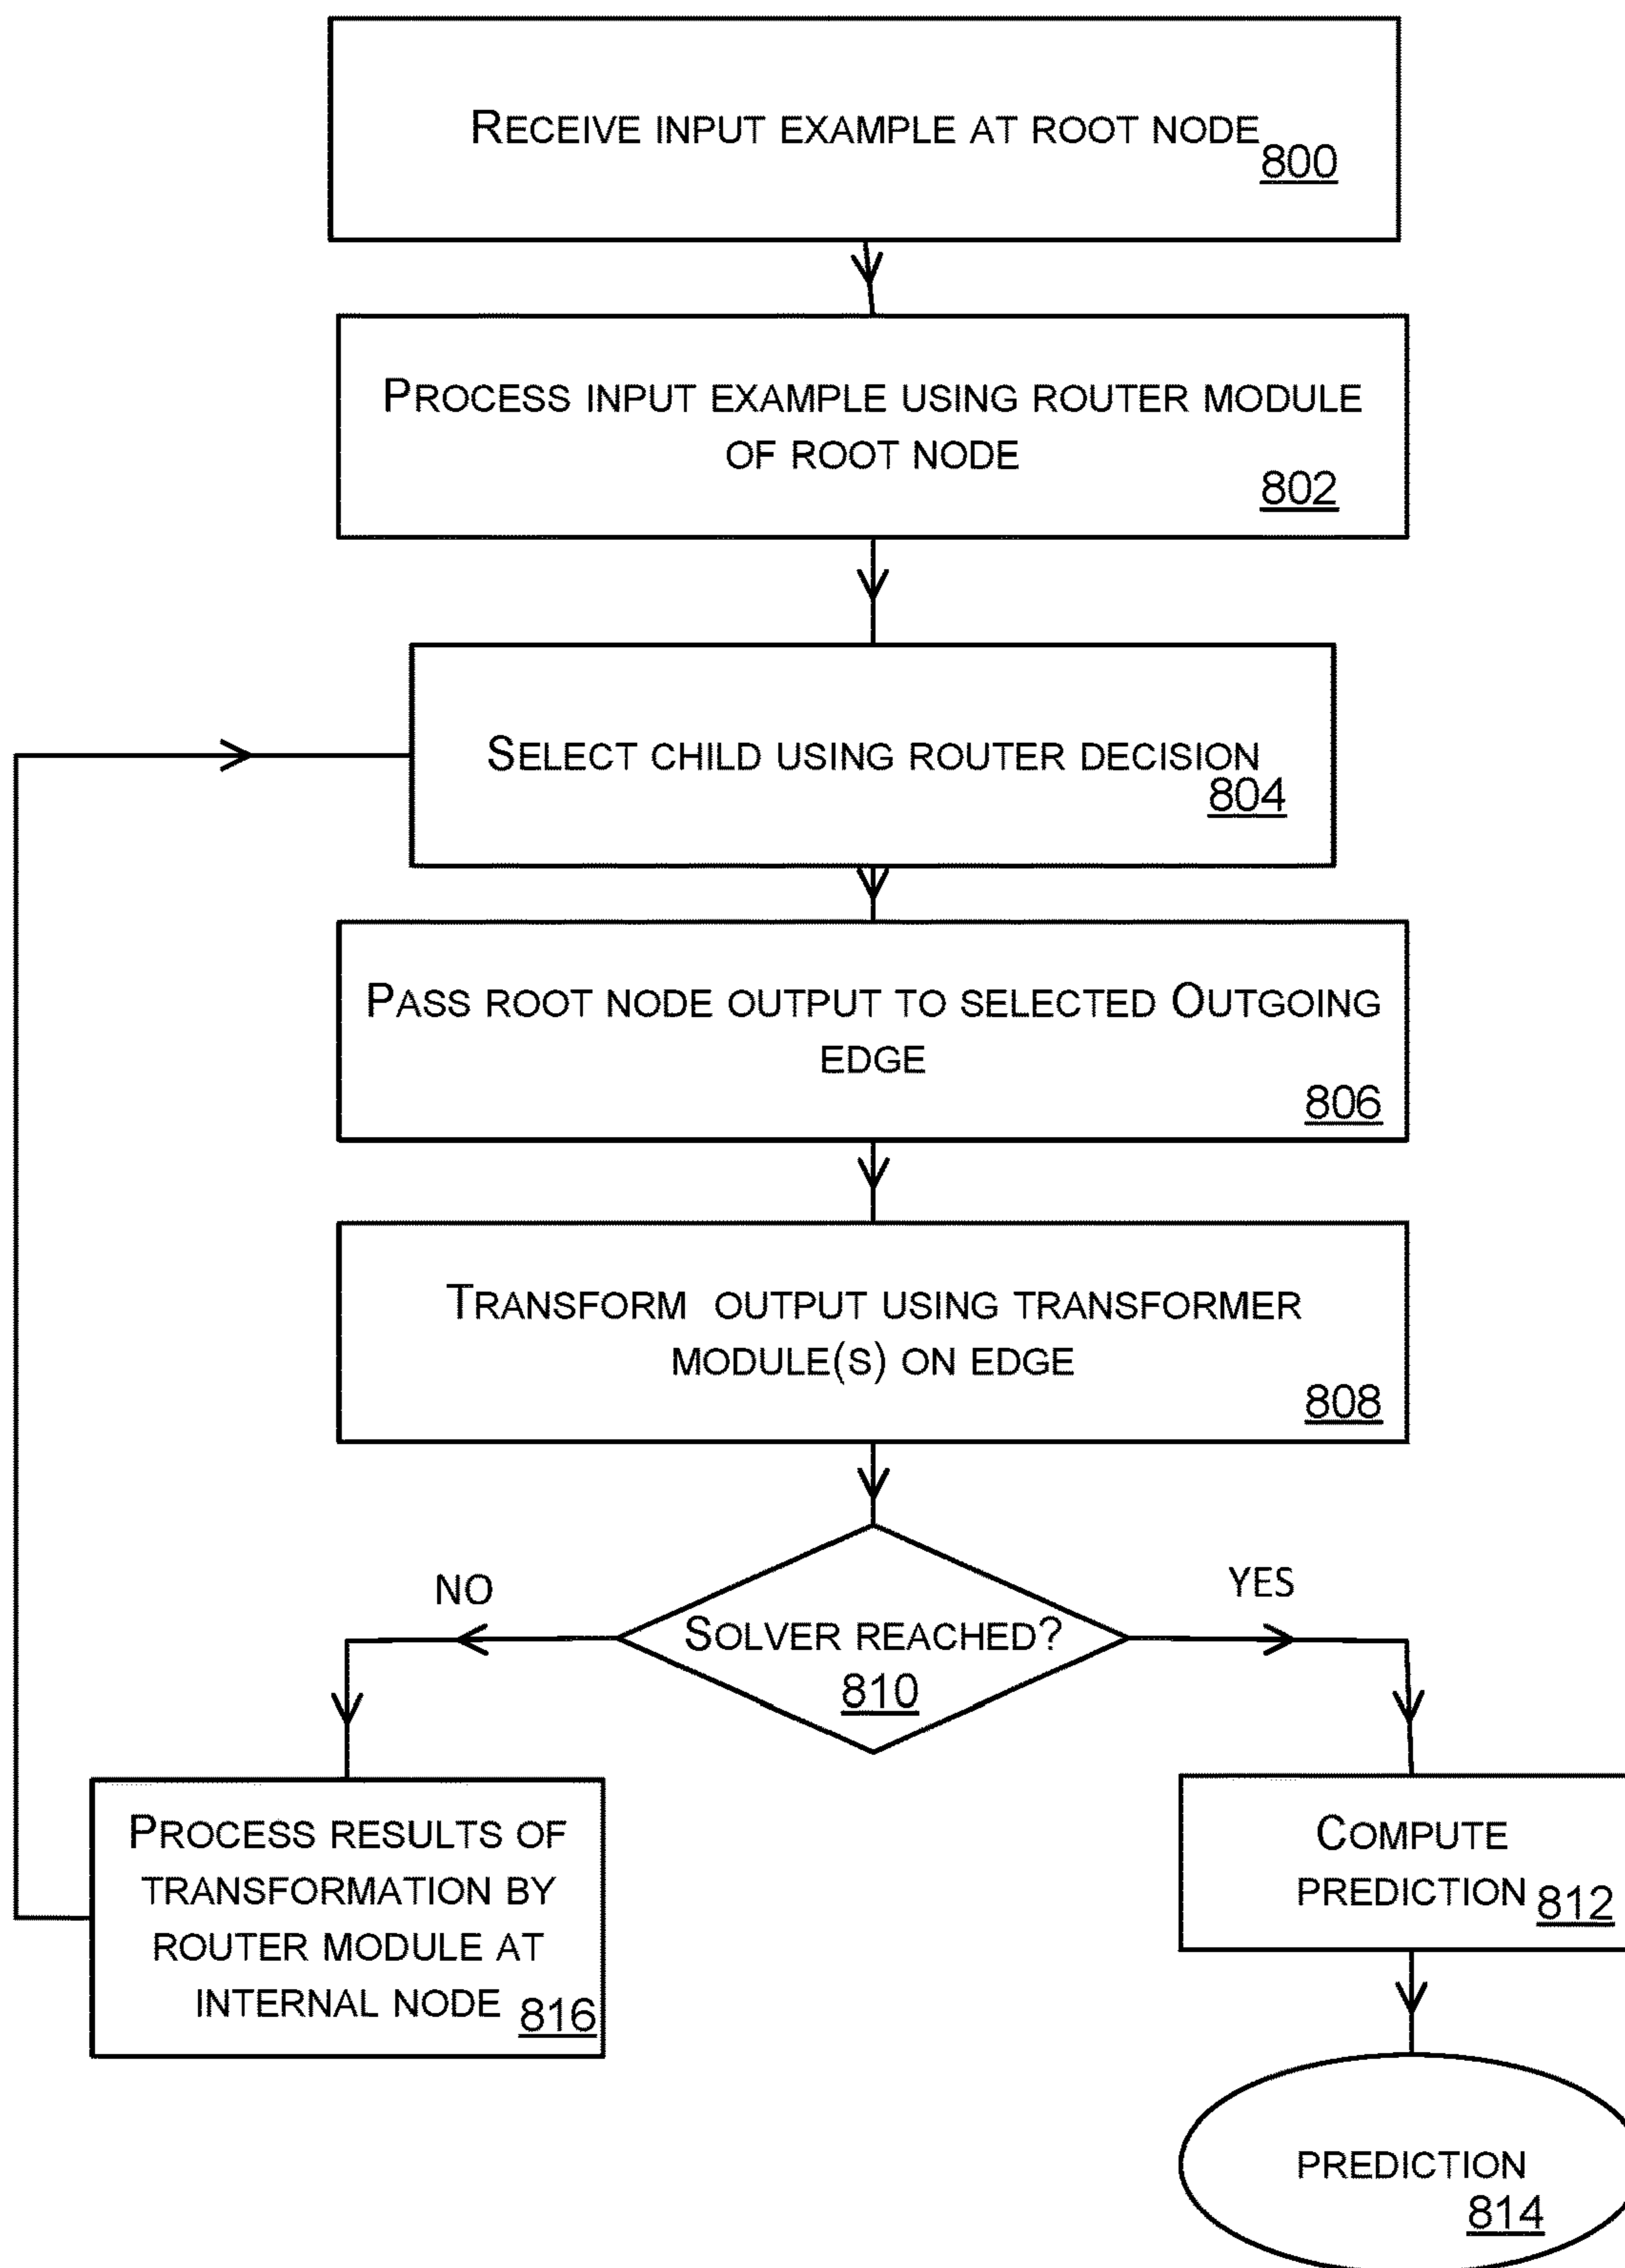 RECEIVE INPUT EXAMPLE AT ROOT NODE
800
PROCESS INPUT EXAMPLE USING ROUTER MODULE
OF ROOT NODE
802
SELECT CHILD USING ROUTER DECISION
804
PASS ROOT NODE OUTPUT TO SELECTED OUTGOING
EDGE
806
TRANSFORM OUTPUT USING TRANSFORMER
MODULE(S) ON EDGE
808
NO
YES
SOLVER REACHED?
810
PROCESS RESULTS OF
TRANSFORMATION BY
ROUTER MODULE AT
INTERNAL NODE
816
COMPUTE
PREDICTION
812
PREDICTION
814